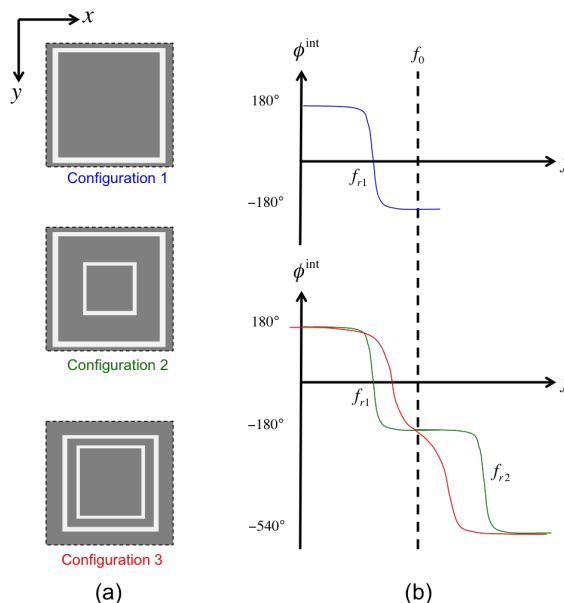 x
y
Configuration 1
Configuration 2
Configuration 3
(a)
ϕ^int
f_0
180°
f_r1
−180°
ϕ^int
180°
f_r1
−180°
f_r2
−540°
(b)